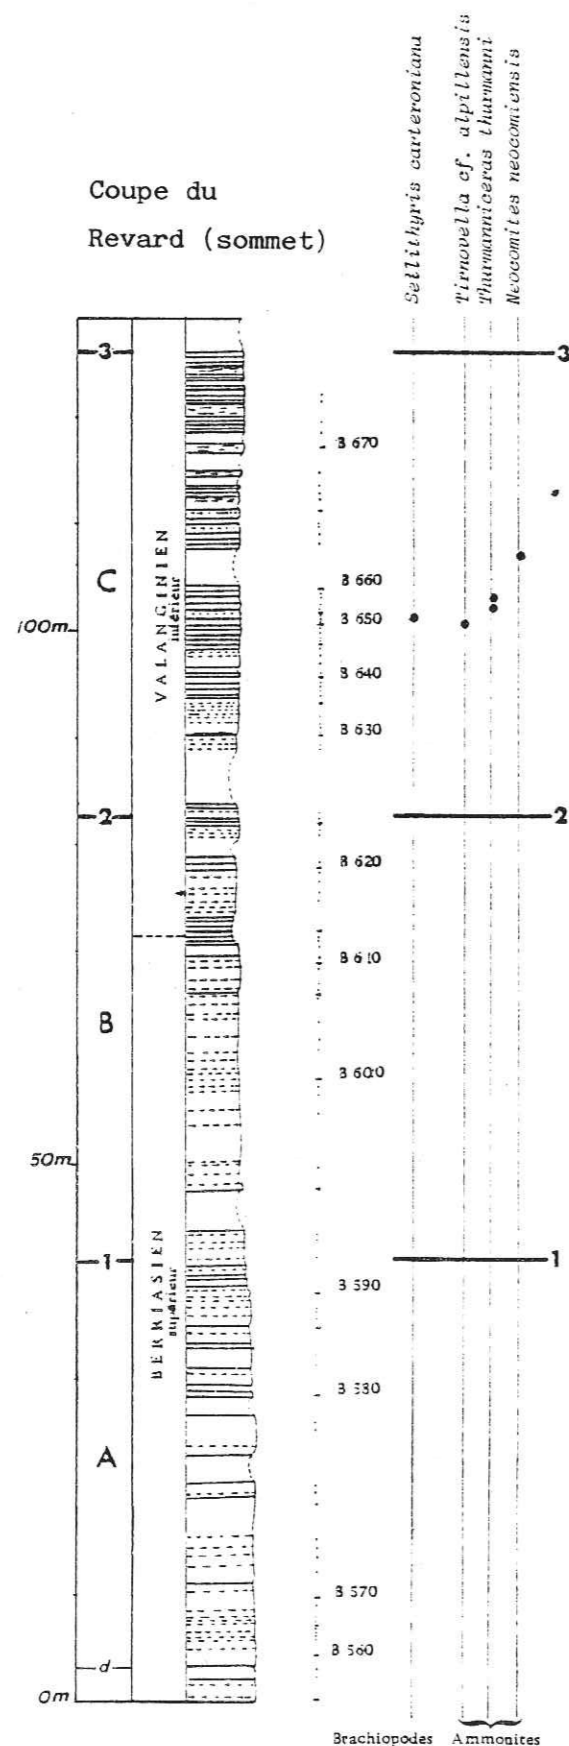 Coupe du
Revard (sommet)
Sellithyris carteroniana
Tirnovella cf. alpillensis
Thurmanniceras thurmanni
Neocomites neocomiensis
3
3
B 670
C
VALANGINIEN
inférieur
B 660
100m
B 650
B 640
B 630
2
2
B 620
B 610
B
B 600
50m
1
1
BERRIASIEN
supérieur
B 590
B 580
A
B 570
d
B 560
0m
Brachiopodes
Ammonites